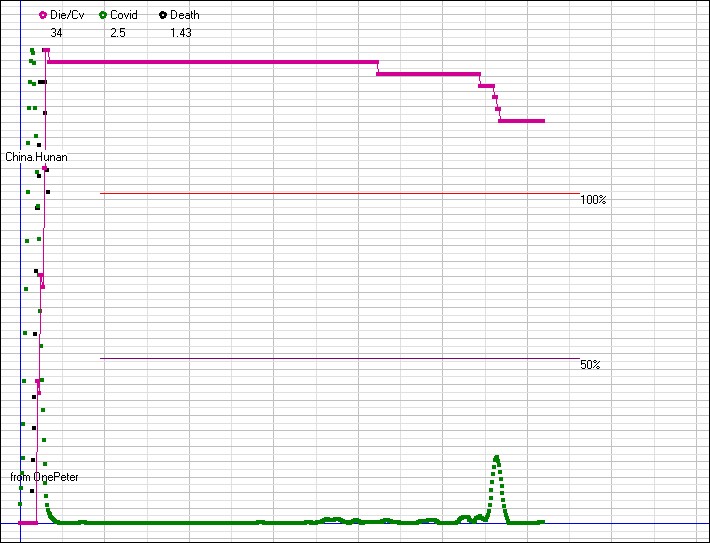 Die/Cv Covid Death
34 2.5 1.43
China.Hunan
100%
50%
from OnePeter